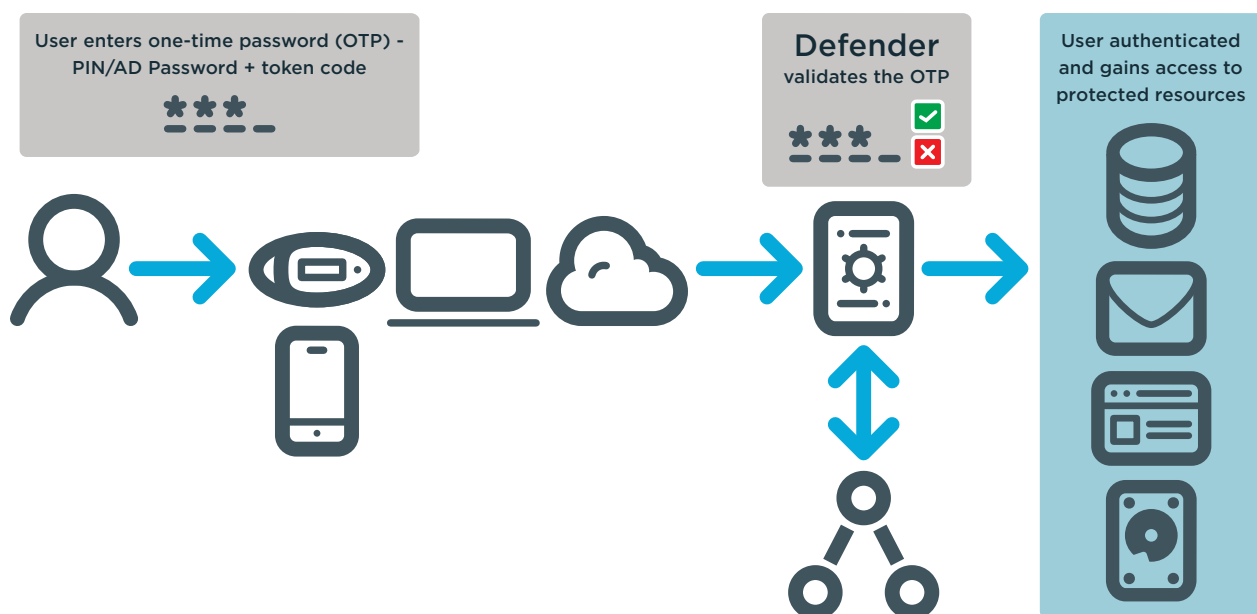 User enters one-time password (OTP) -
PIN/AD Password + token code
***_
Defender
validates the OTP
***_
User authenticated
and gains access to
protected resources